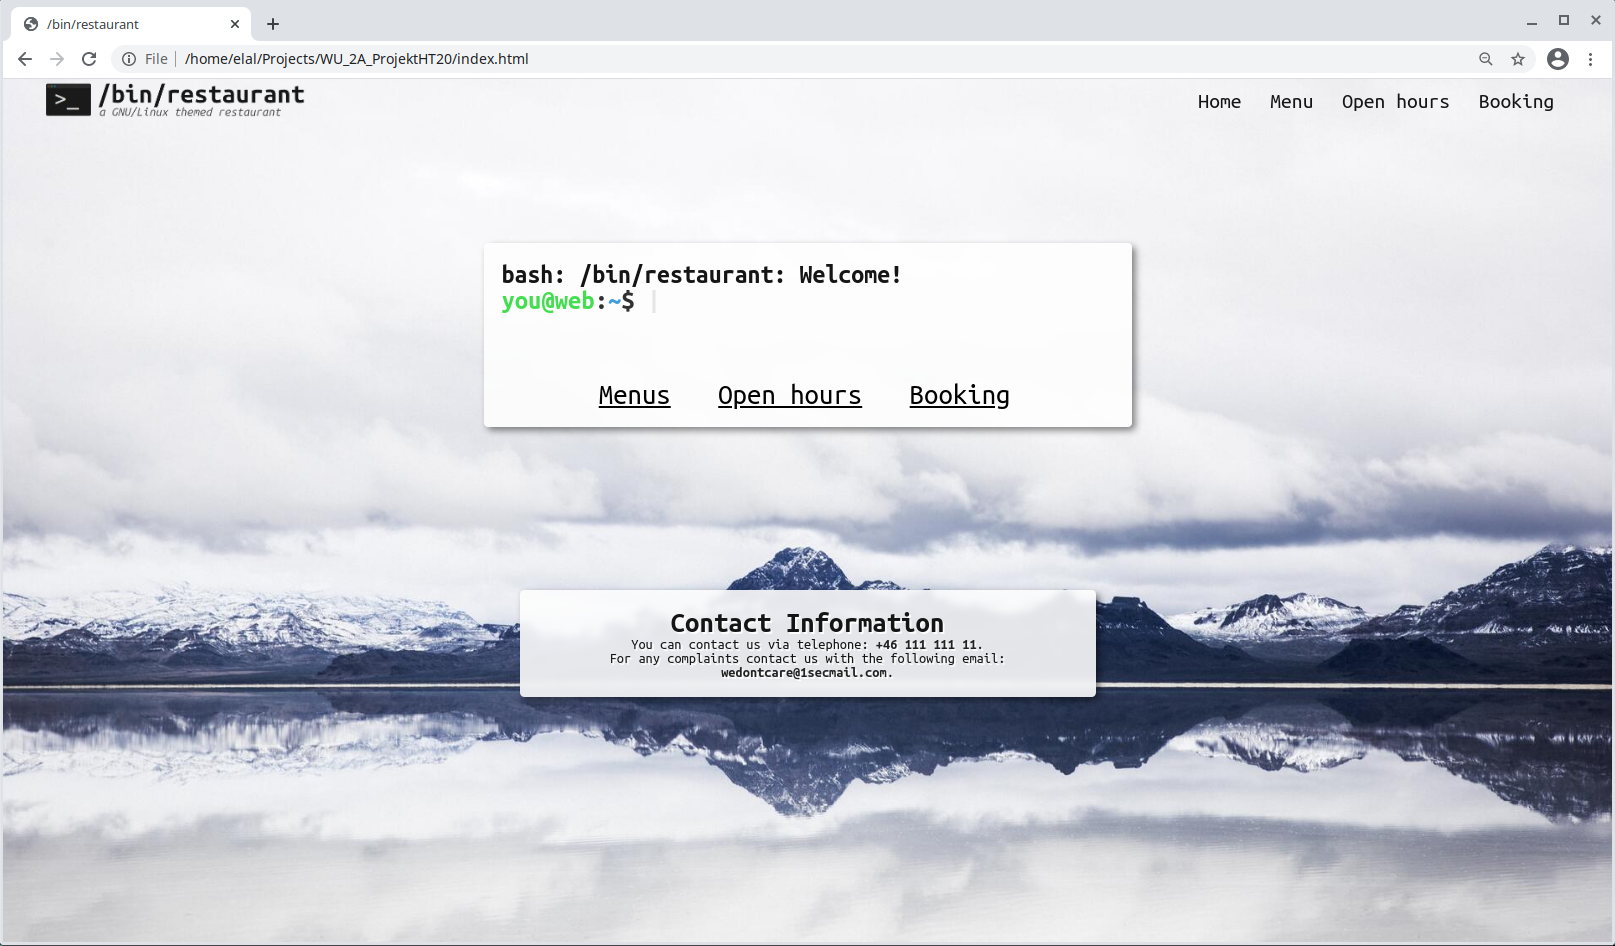 /bin/restaurant
File /home/elal/Projects/WU_2A_ProjektHT20/index.html
>_ /bin/restaurant
a GNU/Linux themed restaurant
Home Menu Open hours Booking
bash: /bin/restaurant: Welcome!
you@web:~$
Menus Open hours Booking
Contact Information
You can contact us via telephone: +46 111 111 11.
For any complaints contact us with the following email:
wedontcare@1secmail.com.